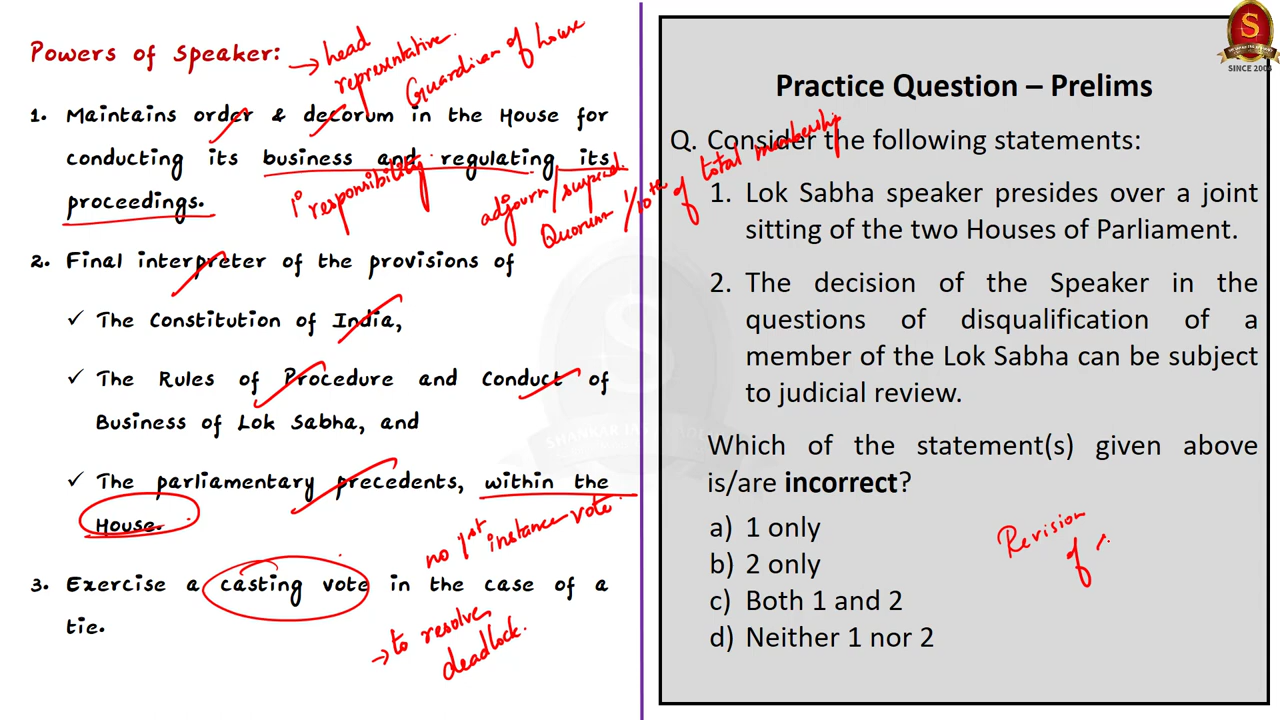 Powers of Speaker:
→ head
representative
Guardian of house
1. Maintains order & decorum in the House for
conducting its business and regulating its
proceedings.
1° responsibility
adjourn / suspend
Quorum 1/10th of total membership
2. Final interpreter of the provisions of
✓ The Constitution of India,
✓ The Rules of Procedure and Conduct of
Business of Lok Sabha, and
✓ The parliamentary precedents, within the
House.
no 1st instance vote
3. Exercise a casting vote in the case of a
tie.
→ to resolve
deadlock.
S
SINCE 2004
Practice Question – Prelims
Q. Consider the following statements:
1. Lok Sabha speaker presides over a joint
sitting of the two Houses of Parliament.
2. The decision of the Speaker in the
questions of disqualification of a
member of the Lok Sabha can be subject
to judicial review.
Which of the statement(s) given above
is/are incorrect?
a) 1 only
b) 2 only
c) Both 1 and 2
d) Neither 1 nor 2
Revision
of